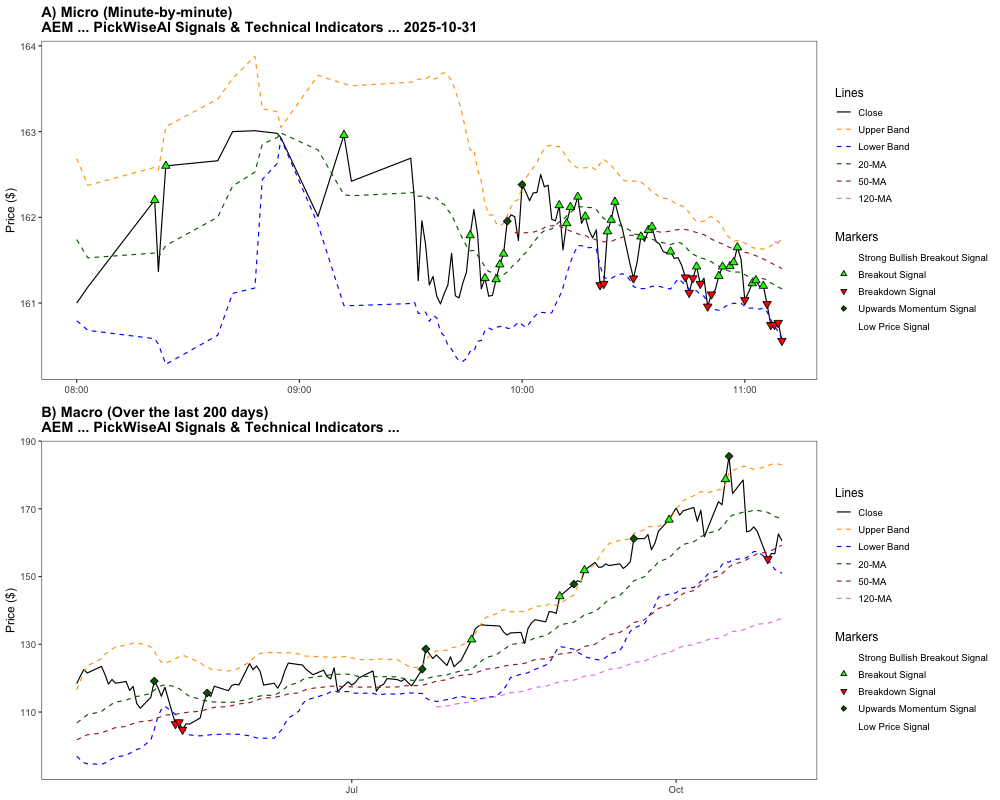 A) Micro (Minute-by-minute)
AEM ... PickWiseAI Signals & Technical Indicators ... 2025-10-31
164
163
162
161
Price ($)
08:00
09:00
10:00
11:00
Lines
Close
Upper Band
Lower Band
20-MA
50-MA
120-MA
Markers
Strong Bullish Breakout Signal
Breakout Signal
Breakdown Signal
Upwards Momentum Signal
Low Price Signal
B) Macro (Over the last 200 days)
AEM ... PickWiseAI Signals & Technical Indicators ...
190
170
150
130
110
Price ($)
Jul
Oct
Lines
Close
Upper Band
Lower Band
20-MA
50-MA
120-MA
Markers
Strong Bullish Breakout Signal
Breakout Signal
Breakdown Signal
Upwards Momentum Signal
Low Price Signal